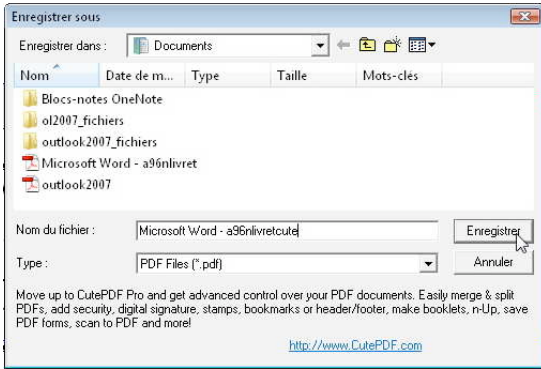 Enregistrer sous
Enregistrer dans : Documents
Nom Date de m... Type Taille Mots-clés
Blocs-notes OneNote
ol2007_fichiers
outlook2007_fichiers
Microsoft Word - a96nlivret
outlook2007
Nom du fichier : Microsoft Word - a96nlivretcute Enregistrer
Type : PDF Files (*.pdf) Annuler
Move up to CutePDF Pro and get advanced control over your PDF documents. Easily merge & split
PDFs, add security, digital signature, stamps, bookmarks or header/footer, make booklets, n-Up, save
PDF forms, scan to PDF and more!
http://www.CutePDF.com